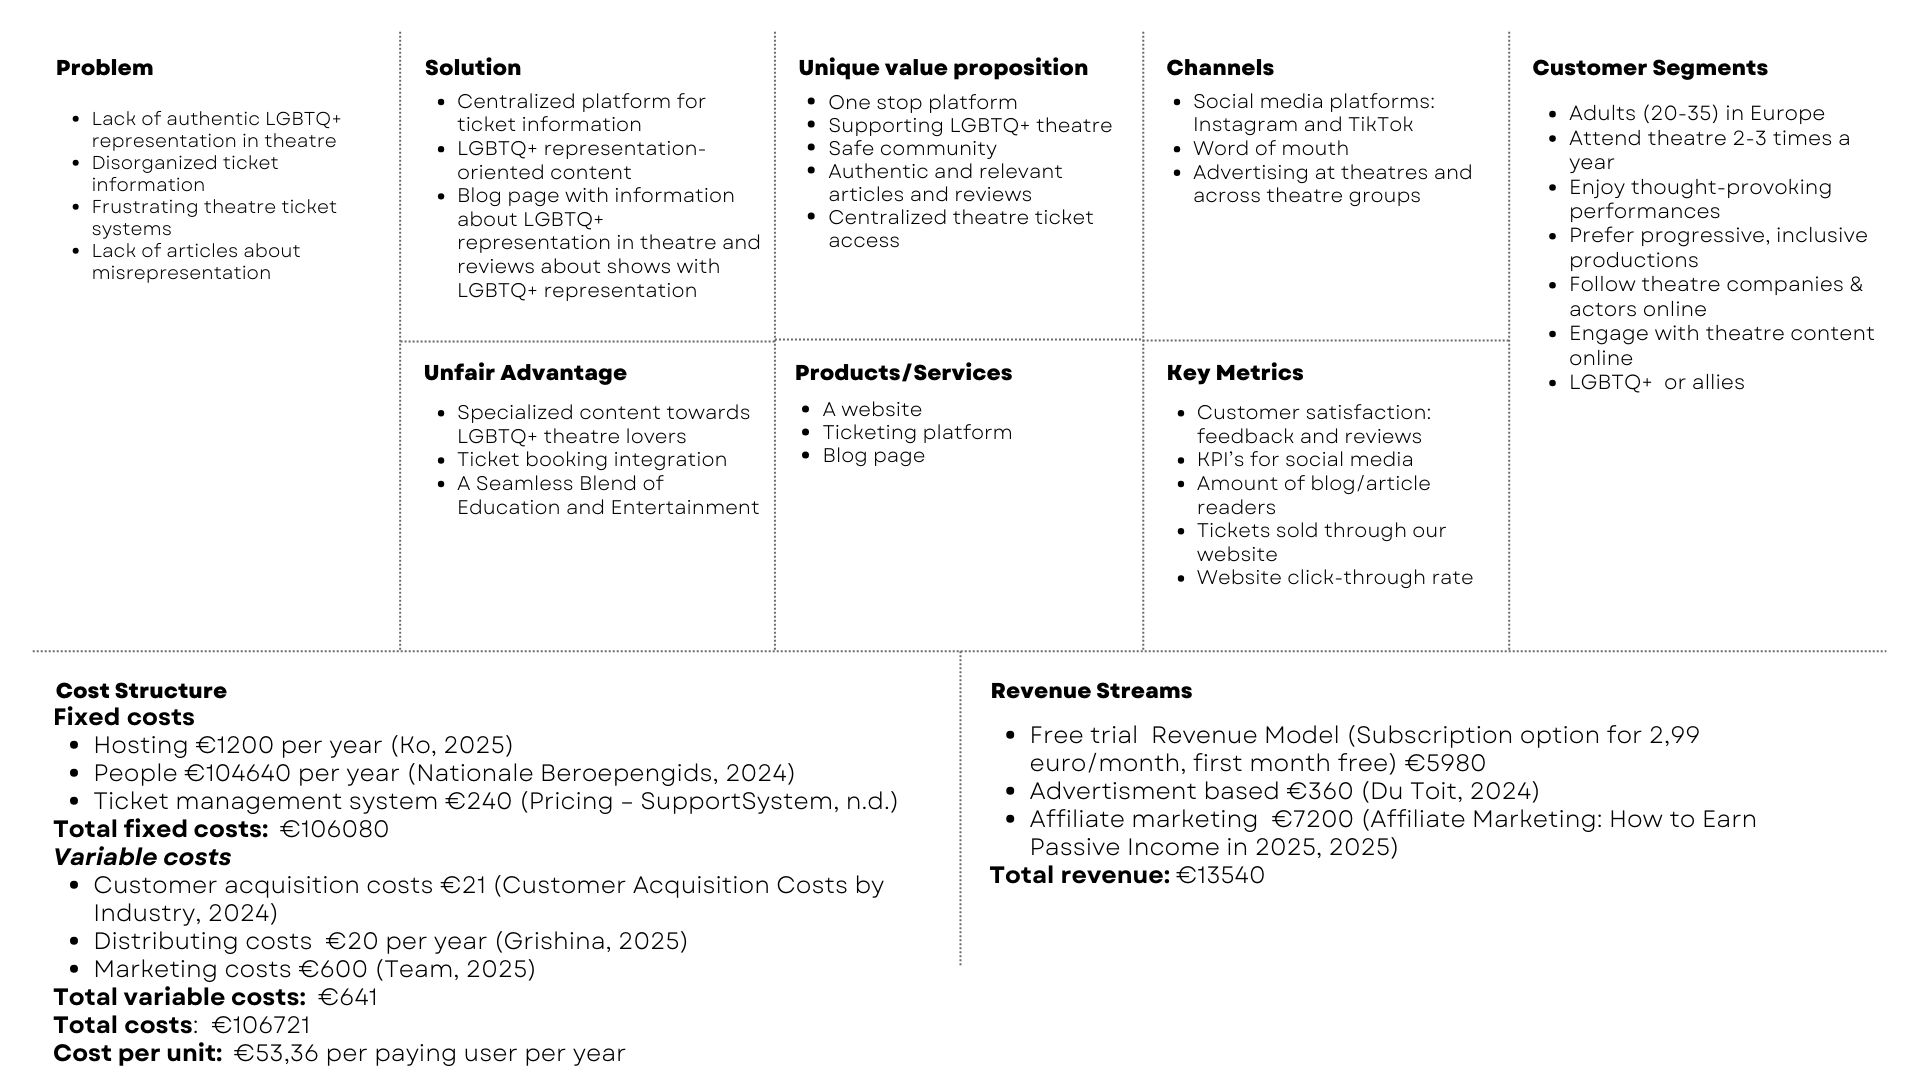 Problem
Lack of authentic LGBTQ+
representation in theatre
Disorganized ticket
information
Frustrating theatre ticket
systems
Lack of articles about
misrepresentation
Solution
Centralized platform for
ticket information
LGBTQ+ representation-
oriented content
Blog page with information
about LGBTQ+
representation in theatre and
reviews about shows with
LGBTQ+ representation
Unfair Advantage
Specialized content towards
LGBTQ+ theatre lovers
Ticket booking integration
A Seamless Blend of
Education and Entertainment
Unique value proposition
One stop platform
Supporting LGBTQ+ theatre
Safe community
Authentic and relevant
articles and reviews
Centralized theatre ticket
access
Products/Services
A website
Ticketing platform
Blog page
Channels
Social media platforms:
Instagram and TikTok
Word of mouth
Advertising at theatres and
across theatre groups
Key Metrics
Customer satisfaction:
feedback and reviews
KPI's for social media
Amount of blog/article
readers
Tickets sold through our
website
Website click-through rate
Customer Segments
Adults (20-35) in Europe
Attend theatre 2-3 times a
year
Enjoy thought-provoking
performances
Prefer progressive, inclusive
productions
Follow theatre companies &
actors online
Engage with theatre content
online
LGBTQ+ or allies
Cost Structure
Fixed costs
Hosting €1200 per year (Ko, 2025)
People €104640 per year (Nationale Beroepengids, 2024)
Ticket management system €240 (Pricing – SupportSystem, n.d.)
Total fixed costs: €106080
Variable costs
Customer acquisition costs €21 (Customer Acquisition Costs by
Industry, 2024)
Distributing costs €20 per year (Grishina, 2025)
Marketing costs €600 (Team, 2025)
Total variable costs: €641
Total costs: €106721
Cost per unit: €53,36 per paying user per year
Revenue Streams
Free trial Revenue Model (Subscription option for 2,99
euro/month, first month free) €5980
Advertisment based €360 (Du Toit, 2024)
Affiliate marketing €7200 (Affiliate Marketing: How to Earn
Passive Income in 2025, 2025)
Total revenue: €13540